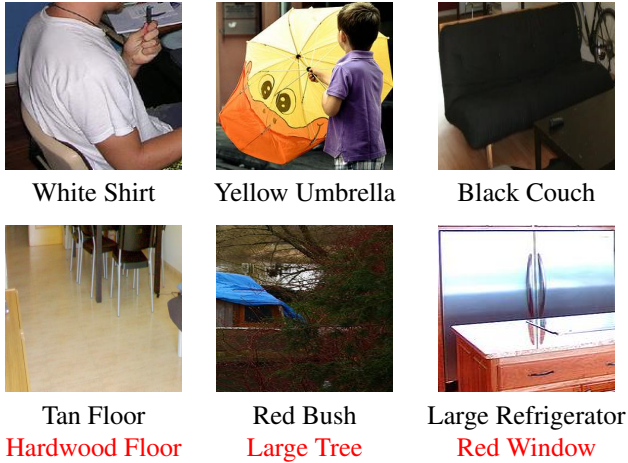 White Shirt
Yellow Umbrella
Black Couch
Tan Floor
Hardwood Floor
Red Bush
Large Tree
Large Refrigerator
Red Window